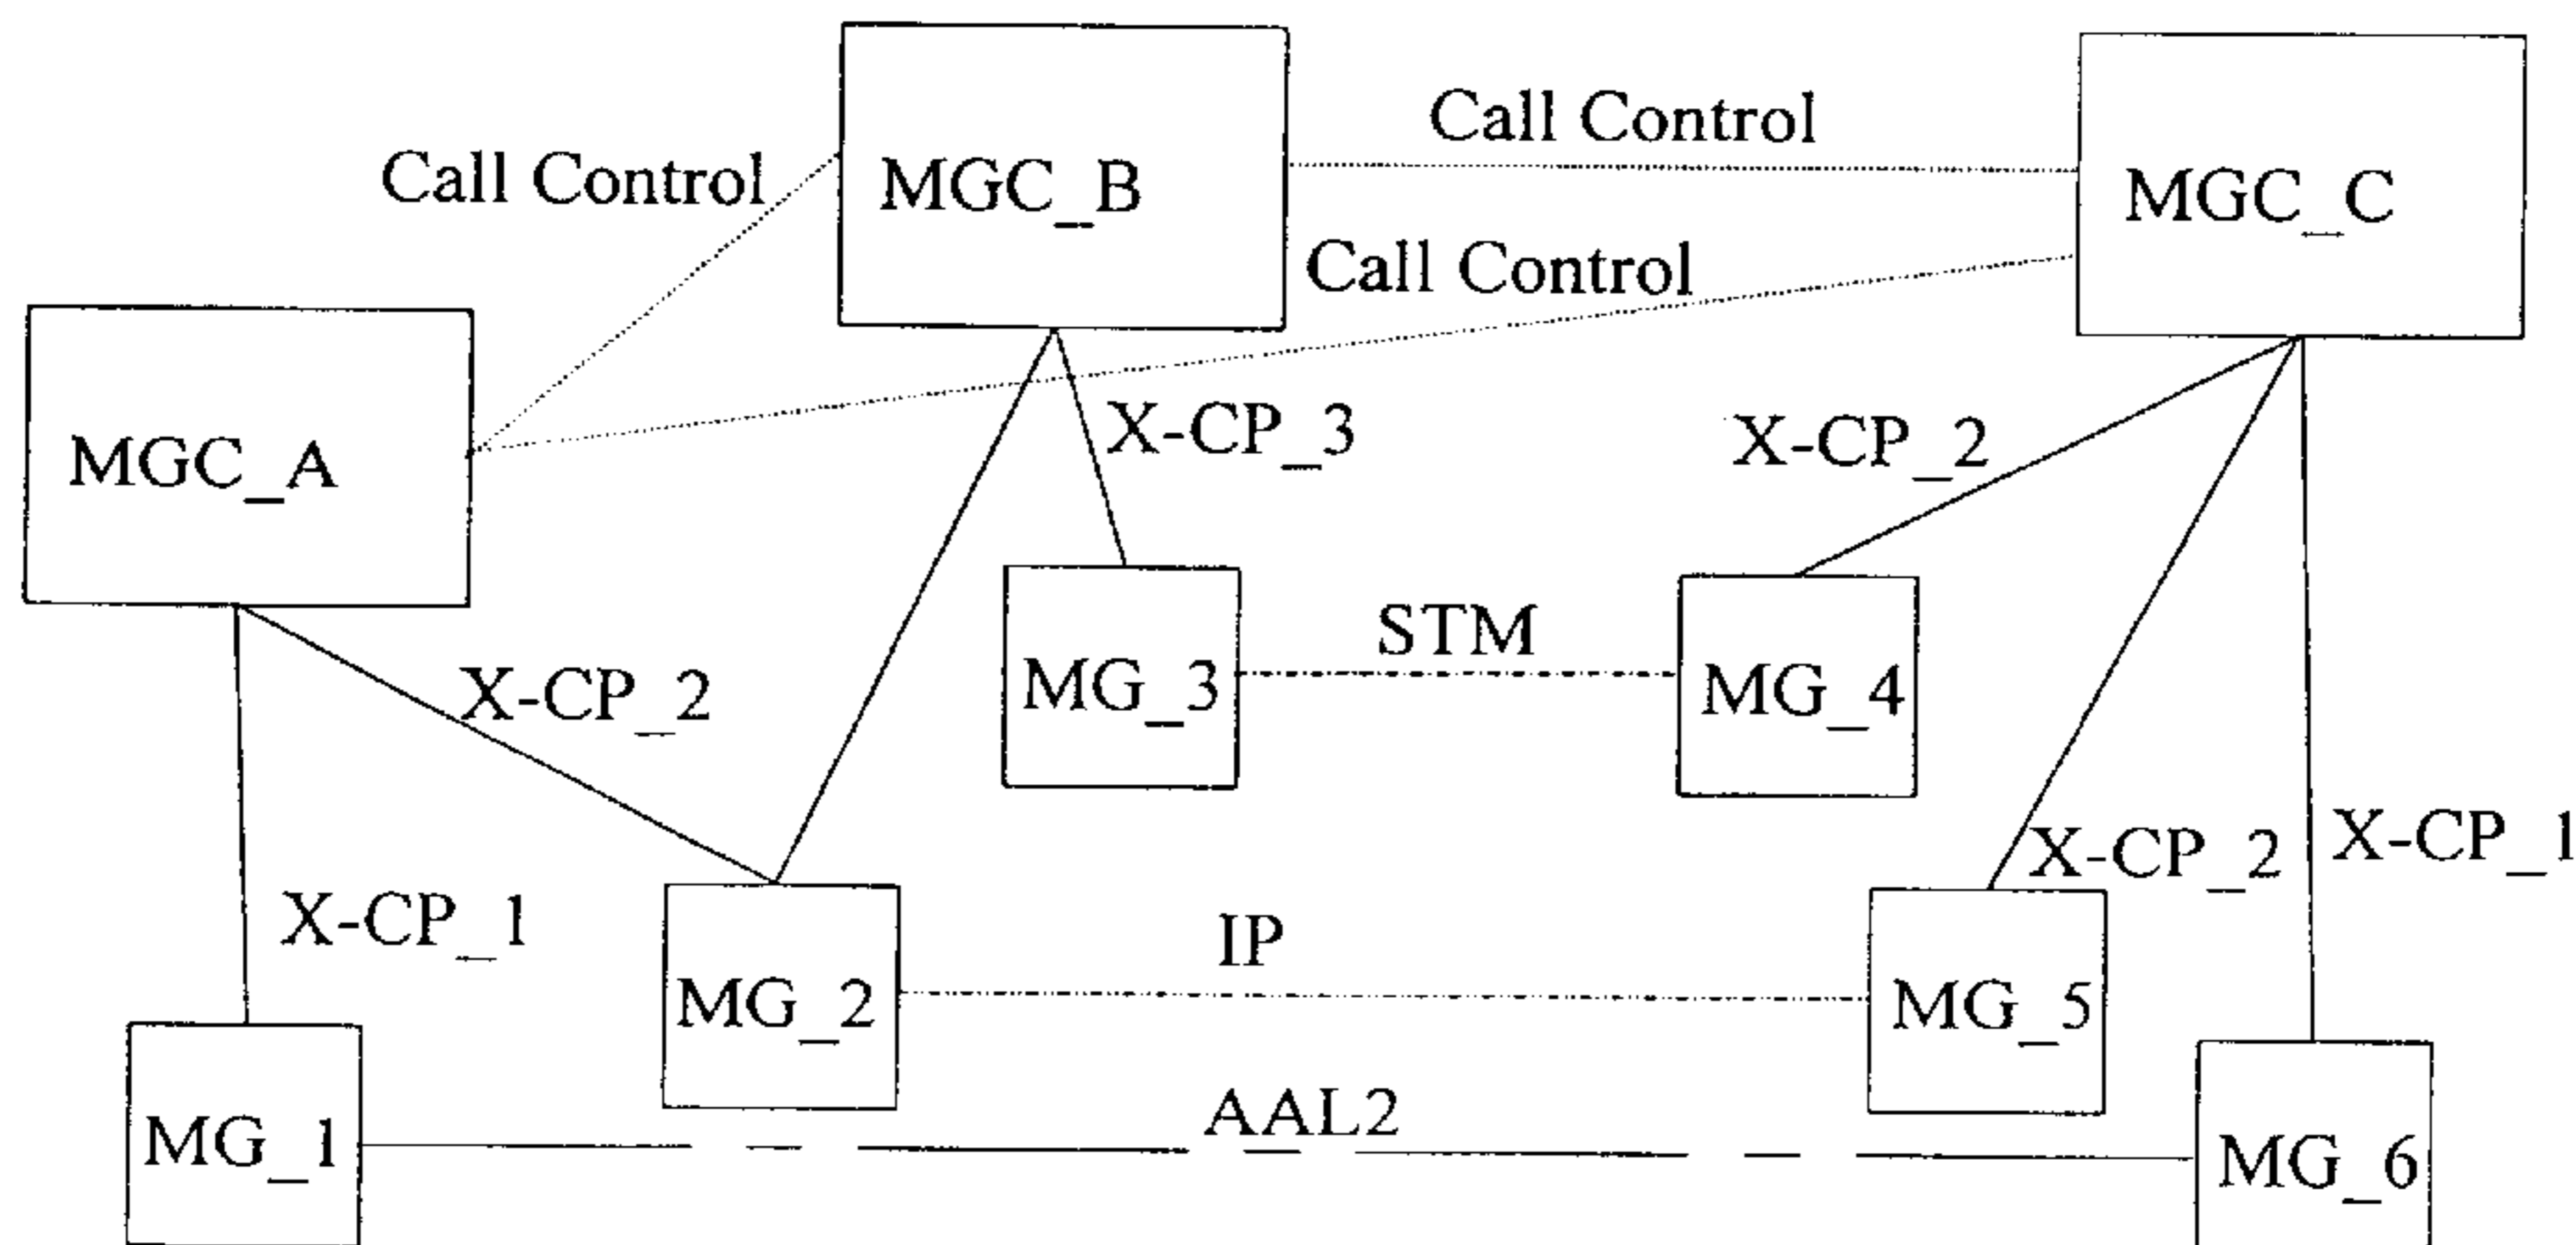 Call Control
MGC_B
Call Control
MGC_C
Call Control
MGC_A
X-CP_3
X-CP_2
X-CP_2
MG_3
STM
MG_4
X-CP_1
MG_2
IP
X-CP_2
X-CP_1
MG_5
MG_1
AAL2
MG_6